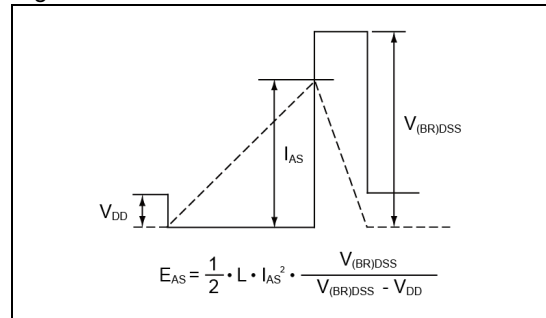 V(BR)DSS
IAS
VDD
EAS = 1/2 • L • IAS² • V(BR)DSS / (V(BR)DSS - VDD)